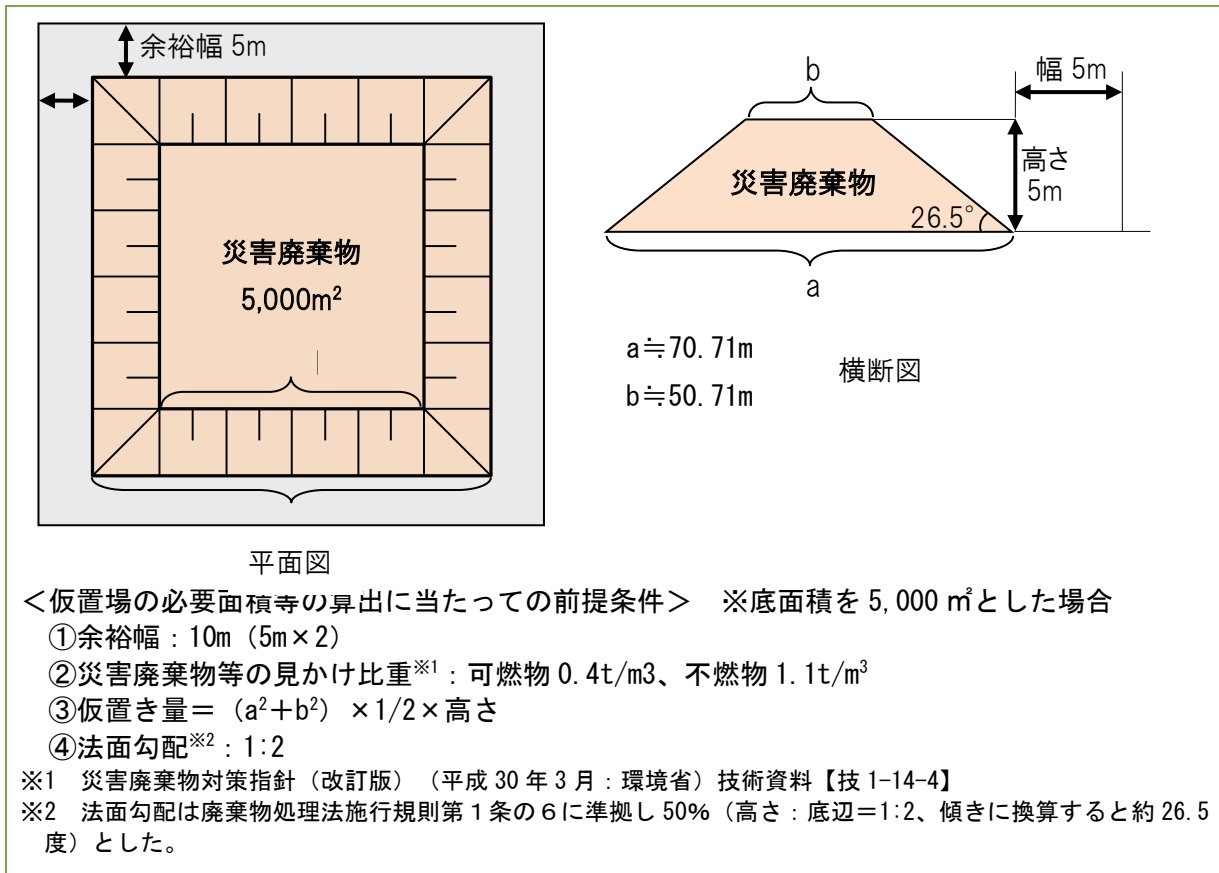 余裕幅 5m
災害廃棄物
5,000m²
平面図
b
幅 5m
災害廃棄物
高さ
5m
26.5°
a
a≒70.71m
b≒50.71m
横断図
＜仮置場の必要面積等の算出に当たっての前提条件＞　※底面積を 5,000 ㎡とした場合
①余裕幅：10m（5m×2）
②災害廃棄物等の見かけ比重※1：可燃物 0.4t/m3、不燃物 1.1t/m³
③仮置き量＝（a²＋b²）×1/2×高さ
④法面勾配※2：1:2
※1　災害廃棄物対策指針（改訂版）（平成 30 年 3 月：環境省）技術資料【技 1-14-4】
※2　法面勾配は廃棄物処理法施行規則第１条の６に準拠し 50%（高さ：底辺＝1:2、傾きに換算すると約 26.5
度）とした。